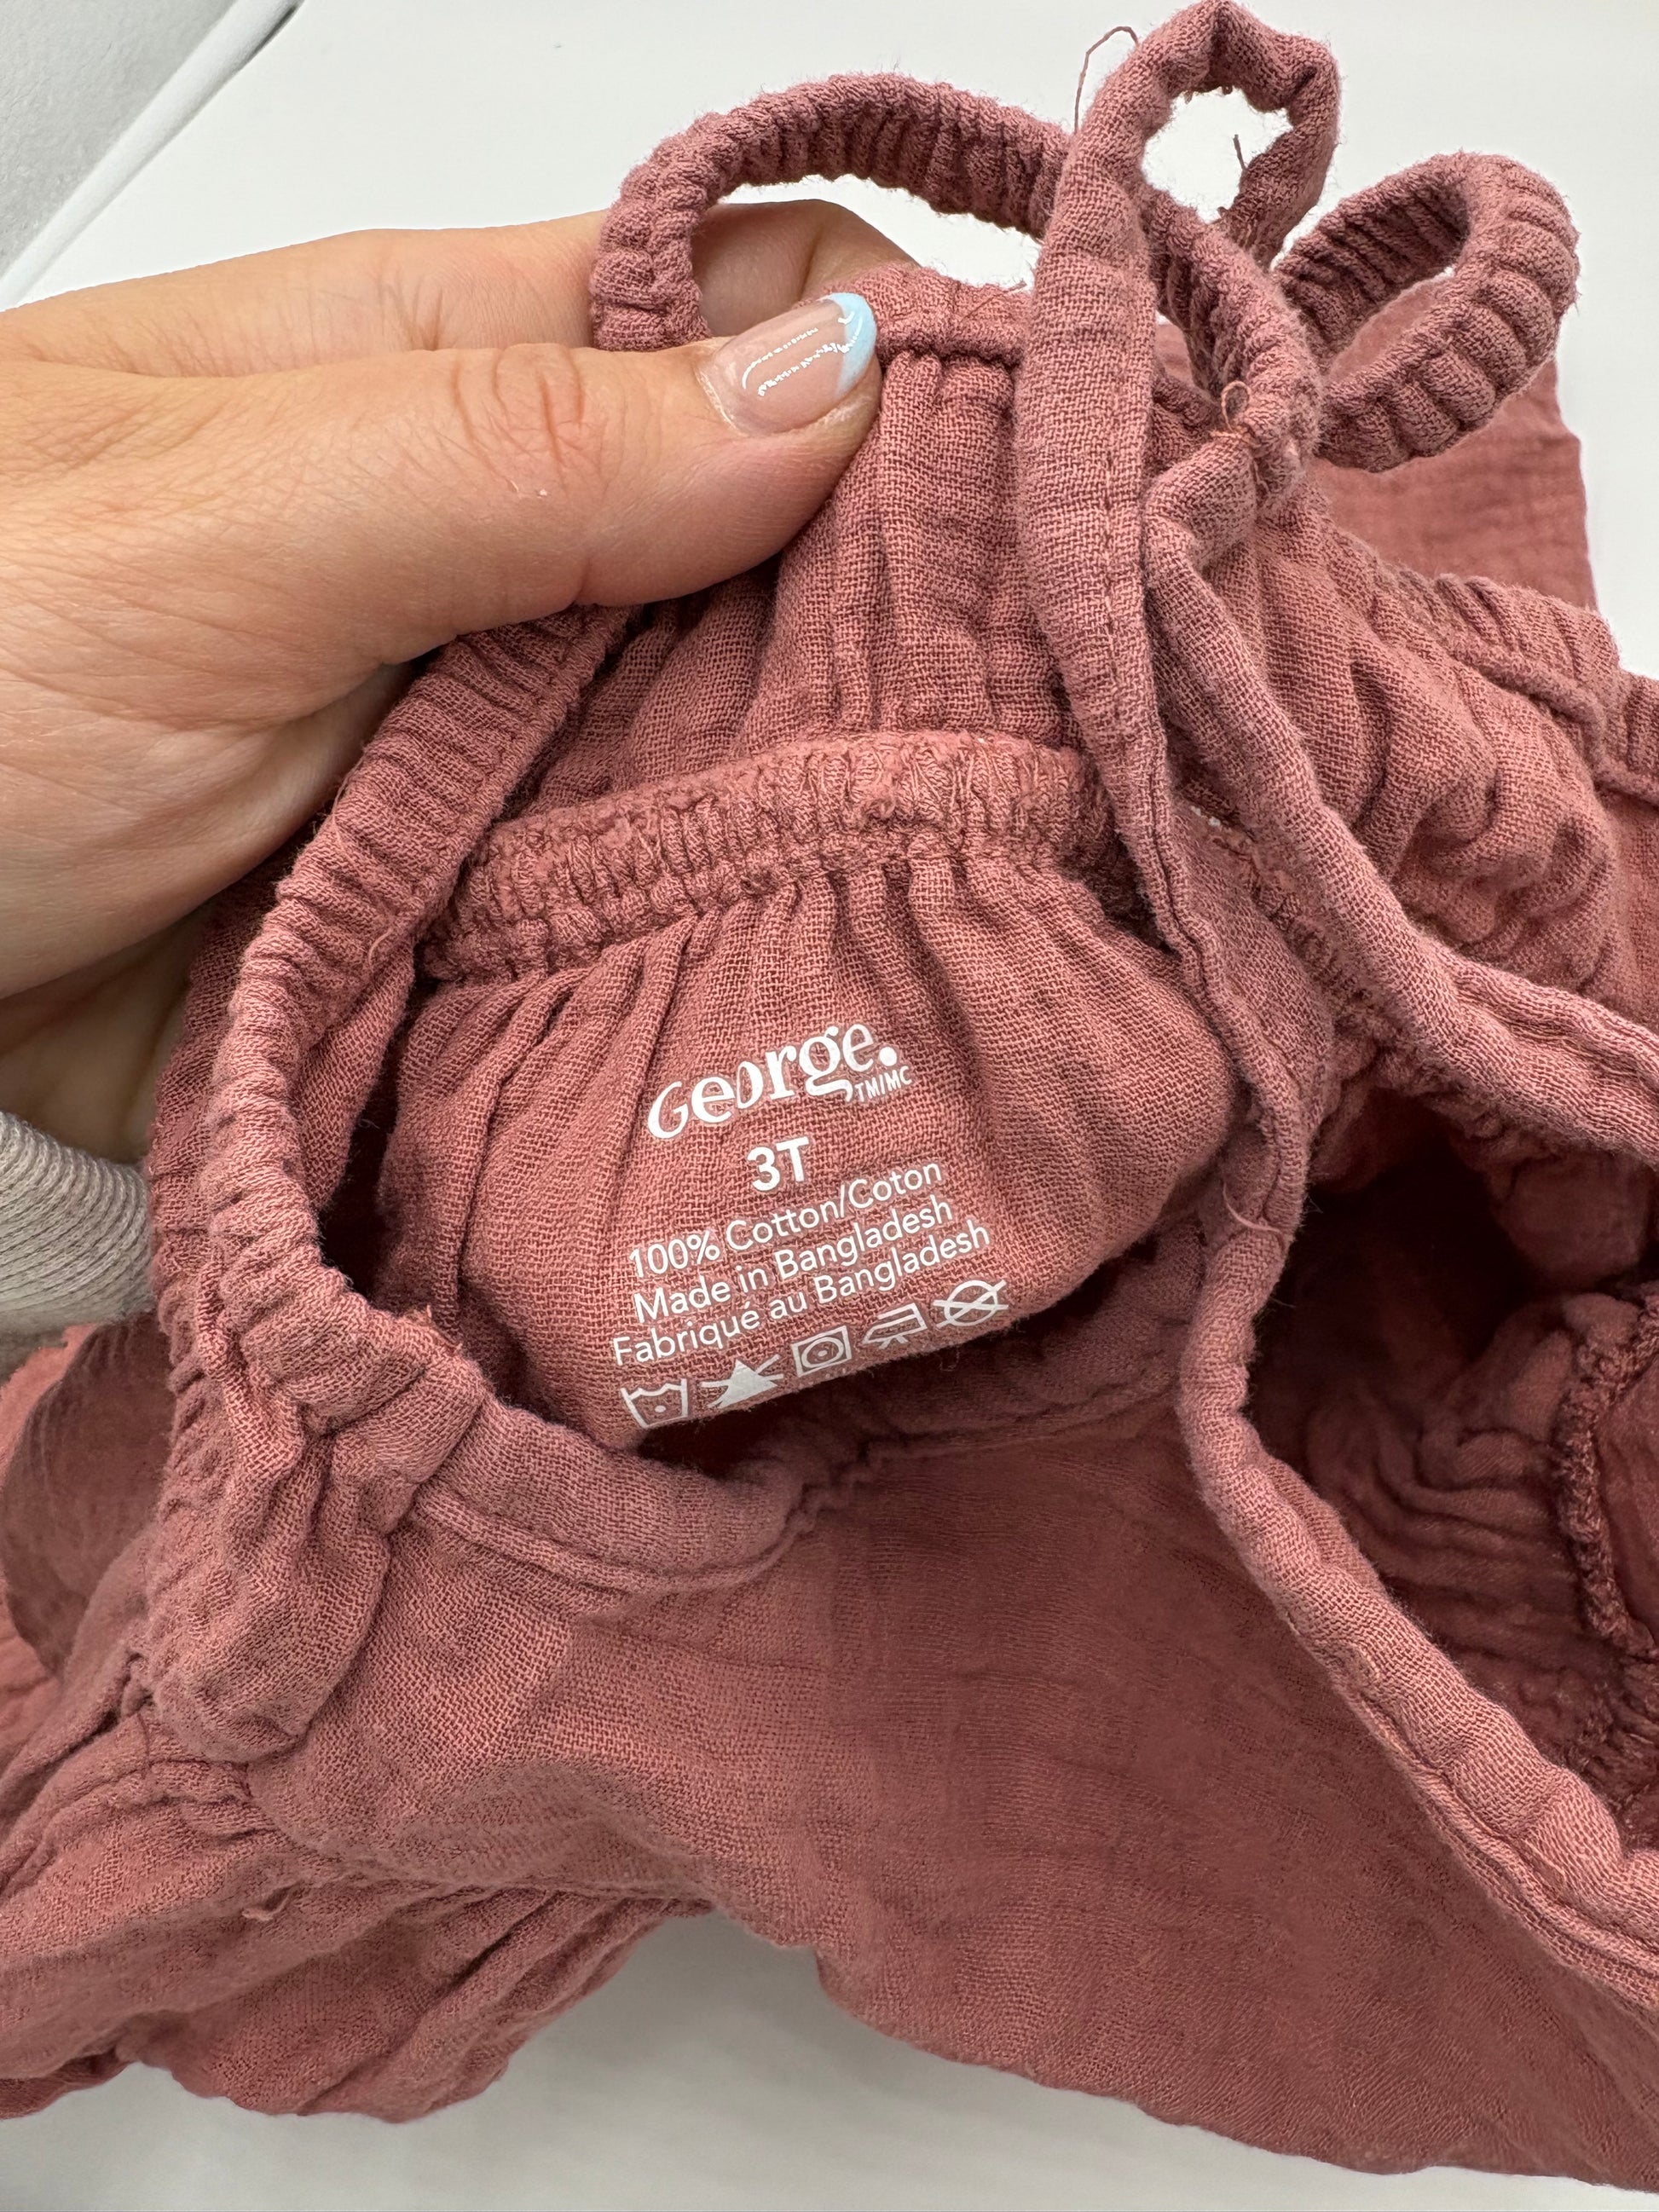 George.
TM/MC
3T
100% Cotton/Coton
Made in Bangladesh
Fabriqué au Bangladesh